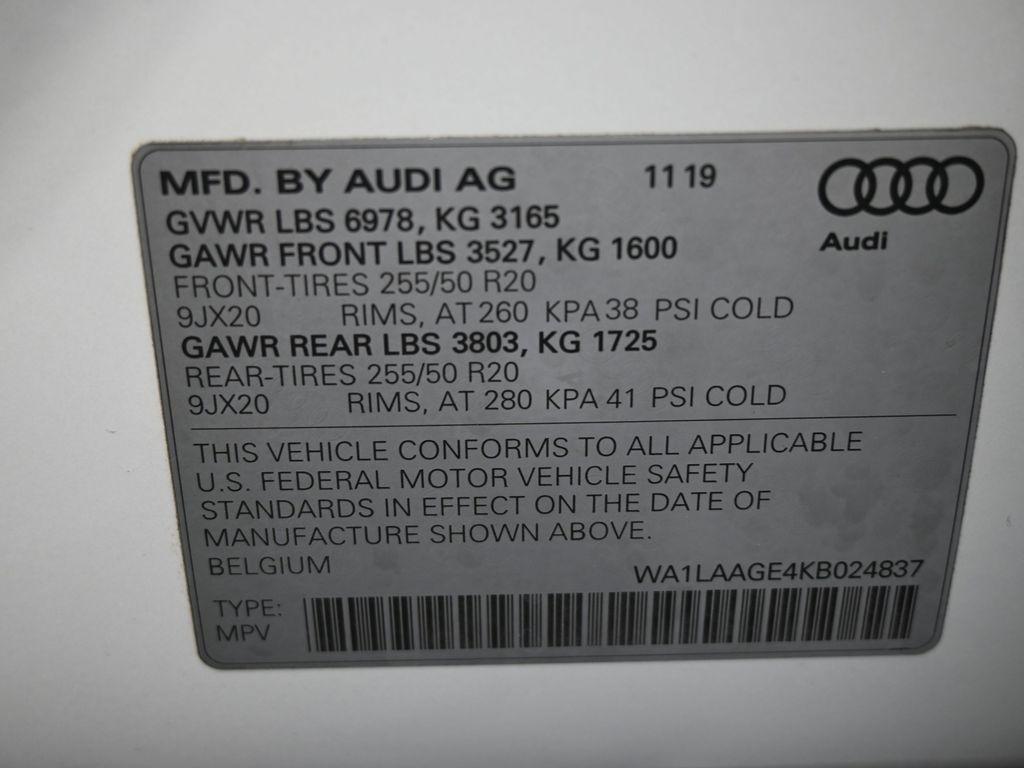 MFD. BY AUDI AG 11 19
Audi
GVWR LBS 6978, KG 3165
GAWR FRONT LBS 3527, KG 1600
FRONT-TIRES 255/50 R20
9JX20 RIMS, AT 260 KPA 38 PSI COLD
GAWR REAR LBS 3803, KG 1725
REAR-TIRES 255/50 R20
9JX20 RIMS, AT 280 KPA 41 PSI COLD
THIS VEHICLE CONFORMS TO ALL APPLICABLE
U.S. FEDERAL MOTOR VEHICLE SAFETY
STANDARDS IN EFFECT ON THE DATE OF
MANUFACTURE SHOWN ABOVE.
BELGIUM WA1LAAGE4KB024837
TYPE:
MPV